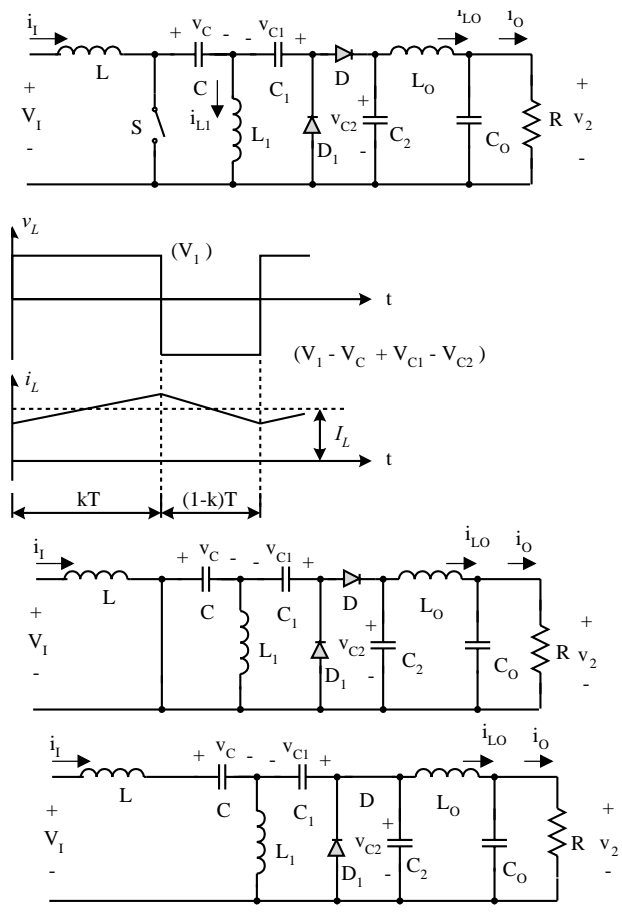 i_I v_C v_C1 i_LO i_O
+ - - +
L C C_1 D L_O
+ V_I - S i_L1 L_1 D_1 v_C2 + - C_2 C_O R + v_2 -
v_L
(V_1)
t
(V_1 - V_C + V_C1 - V_C2)
i_L
I_L
t
kT (1-k)T
i_I v_C v_C1 i_LO i_O
+ - - +
L C C_1 D L_O
+ V_I - L_1 D_1 v_C2 + - C_2 C_O R + v_2 -
i_I v_C v_C1 i_LO i_O
+ - - +
L C C_1 D L_O
+ V_I - L_1 D_1 v_C2 + - C_2 C_O R + v_2 -